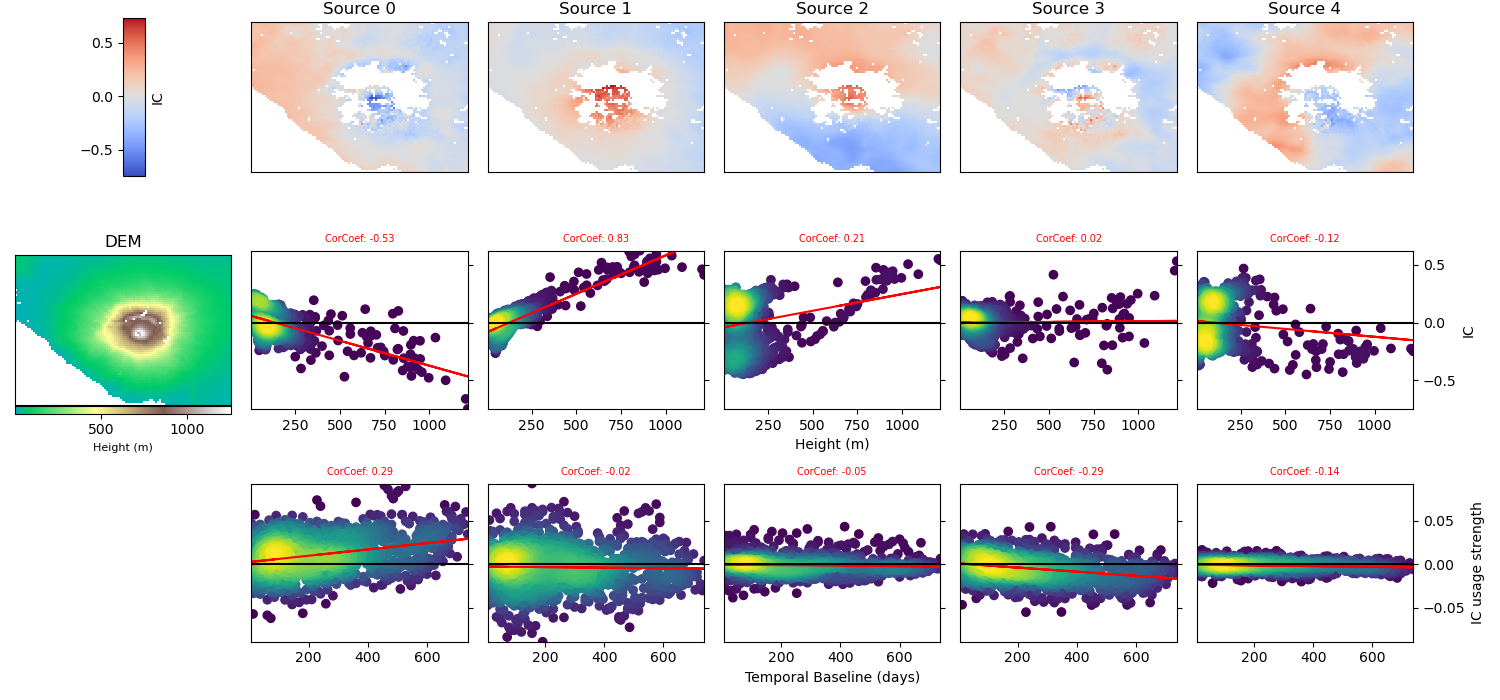 Source 0 Source 1 Source 2 Source 3 Source 4
0.5
0.0
−0.5
IC
DEM
500 1000
Height (m)
CorCoef: -0.53 CorCoef: 0.83 CorCoef: 0.21 CorCoef: 0.02 CorCoef: -0.12
0.5
0.0
−0.5
IC
250 500 750 1000 250 500 750 1000 250 500 750 1000 250 500 750 1000 250 500 750 1000
Height (m)
CorCoef: 0.29 CorCoef: -0.02 CorCoef: -0.05 CorCoef: -0.29 CorCoef: -0.14
0.05
0.00
−0.05
IC usage strength
200 400 600 200 400 600 200 400 600 200 400 600 200 400 600
Temporal Baseline (days)